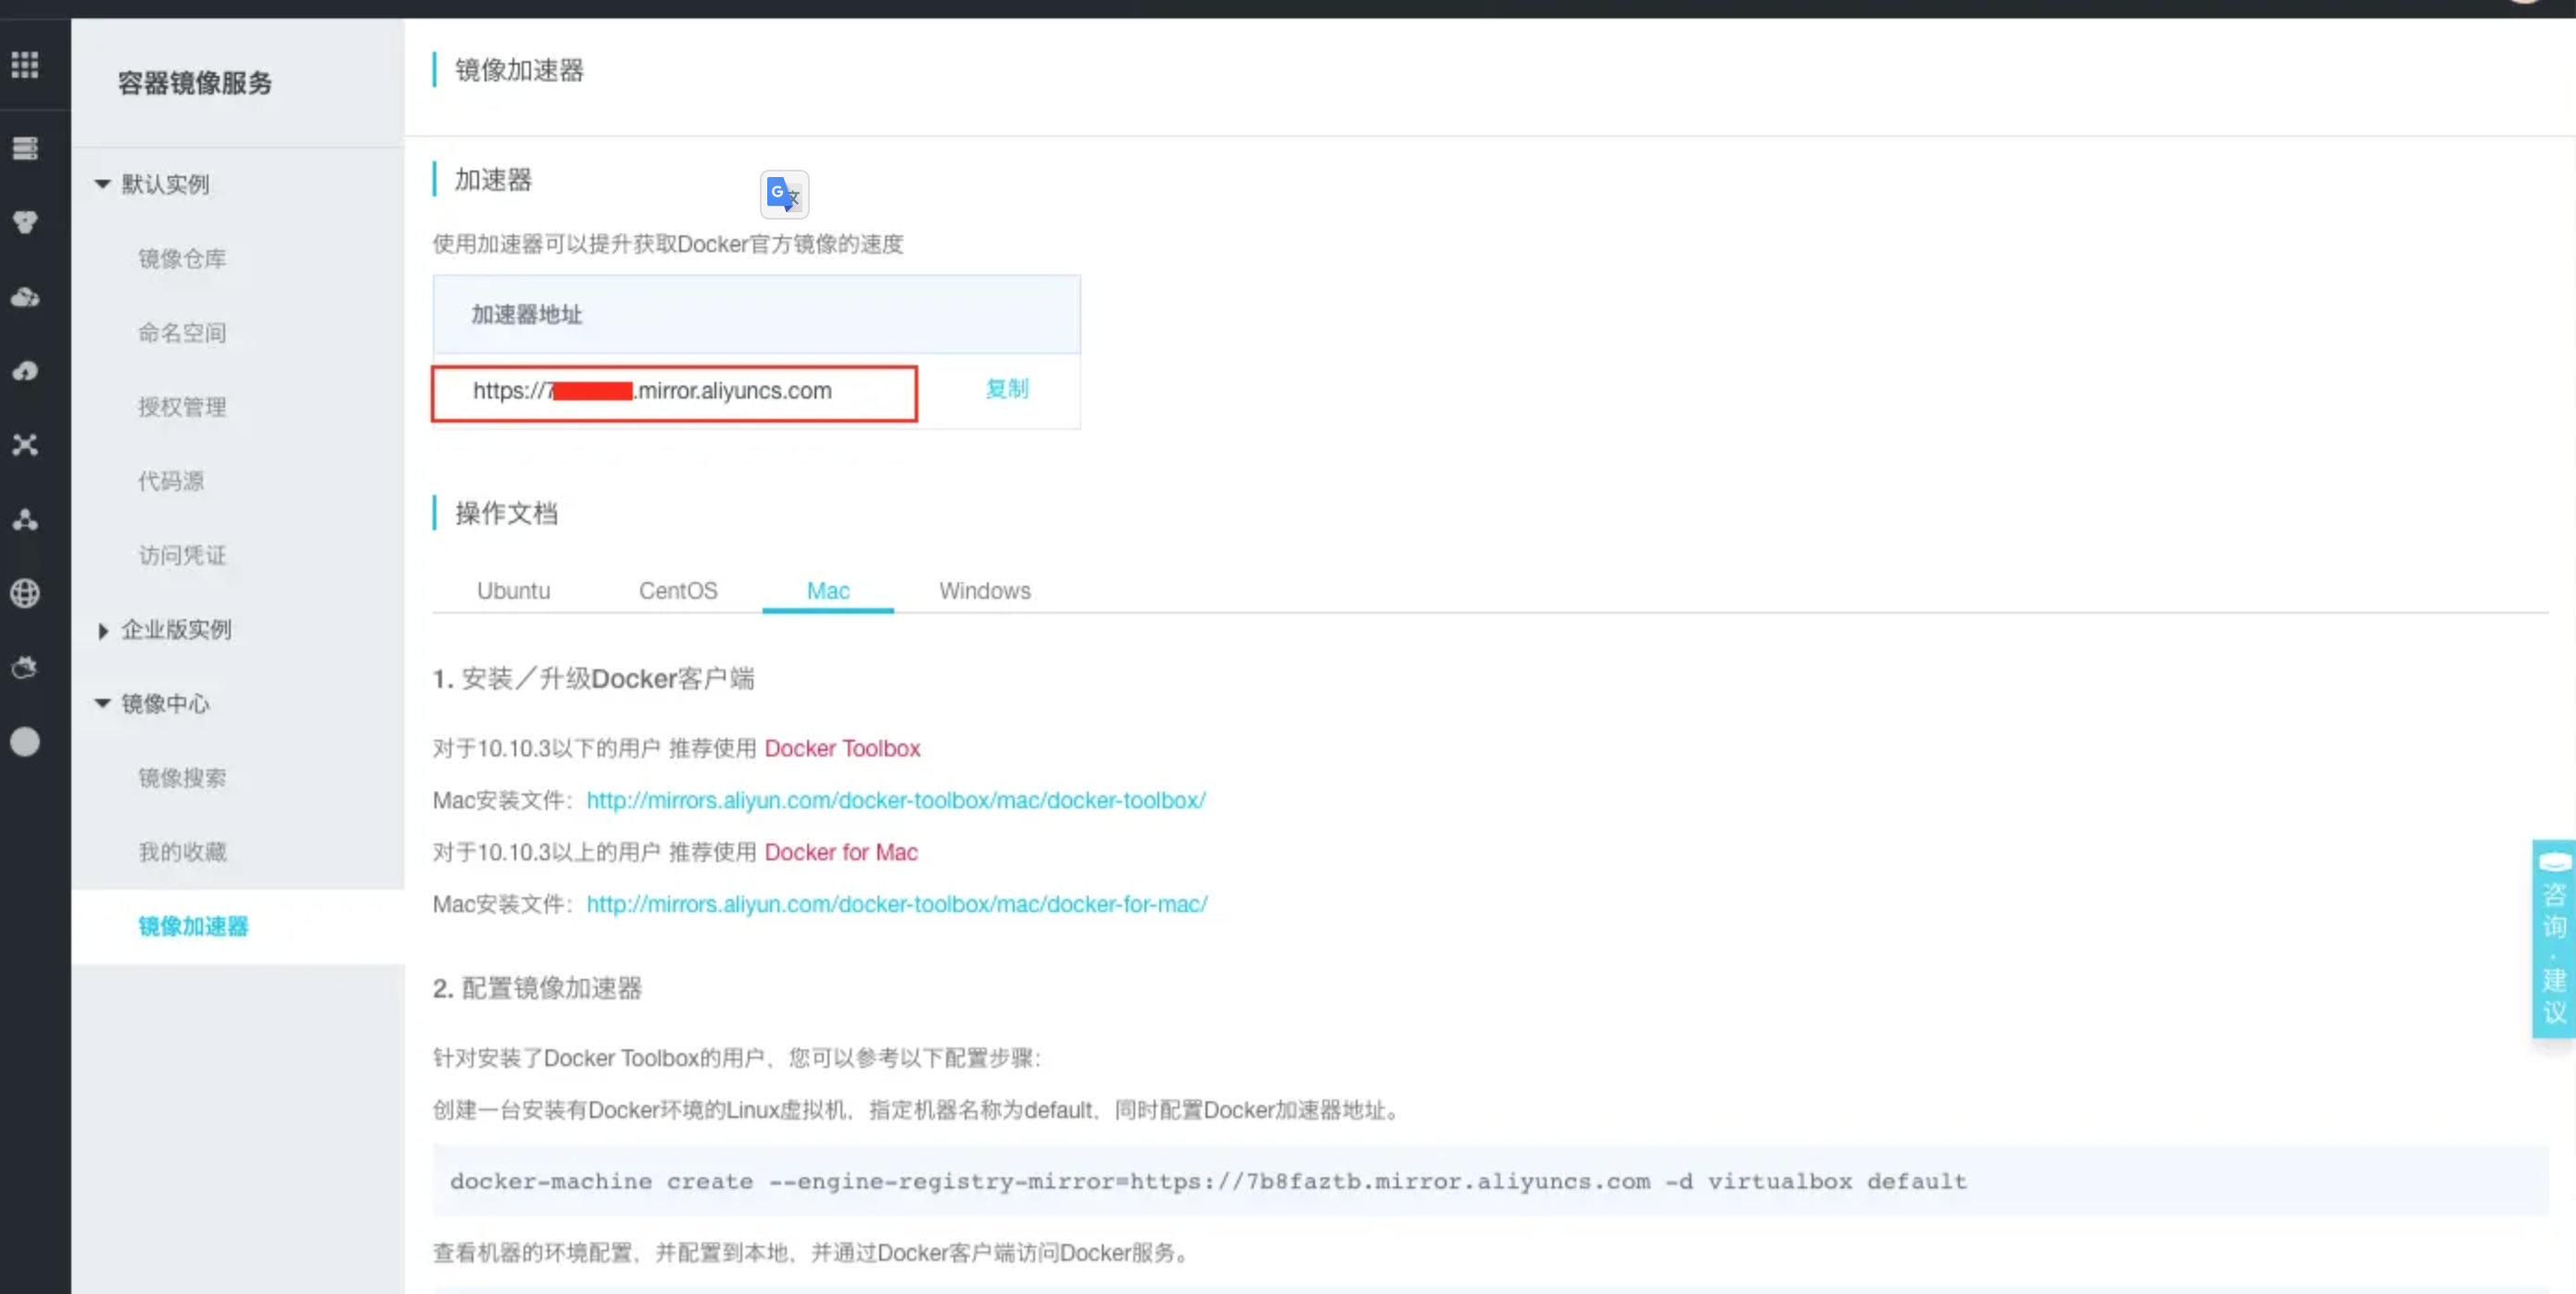 容器镜像服务
默认实例
镜像仓库
命名空间
授权管理
代码源
访问凭证
企业版实例
镜像中心
镜像搜索
我的收藏
镜像加速器
镜像加速器
加速器
使用加速器可以提升获取Docker官方镜像的速度
加速器地址
https://7 .mirror.aliyuncs.com 复制
操作文档
Ubuntu CentOS Mac Windows
1. 安装／升级Docker客户端
对于10.10.3以下的用户 推荐使用 Docker Toolbox
Mac安装文件：http://mirrors.aliyun.com/docker-toolbox/mac/docker-toolbox/
对于10.10.3以上的用户 推荐使用 Docker for Mac
Mac安装文件：http://mirrors.aliyun.com/docker-toolbox/mac/docker-for-mac/
2. 配置镜像加速器
针对安装了Docker Toolbox的用户，您可以参考以下配置步骤：
创建一台安装有Docker环境的Linux虚拟机，指定机器名称为default，同时配置Docker加速器地址。
docker-machine create --engine-registry-mirror=https://7b8faztb.mirror.aliyuncs.com -d virtualbox default
查看机器的环境配置，并配置到本地，并通过Docker客户端访问Docker服务。
咨询·建议